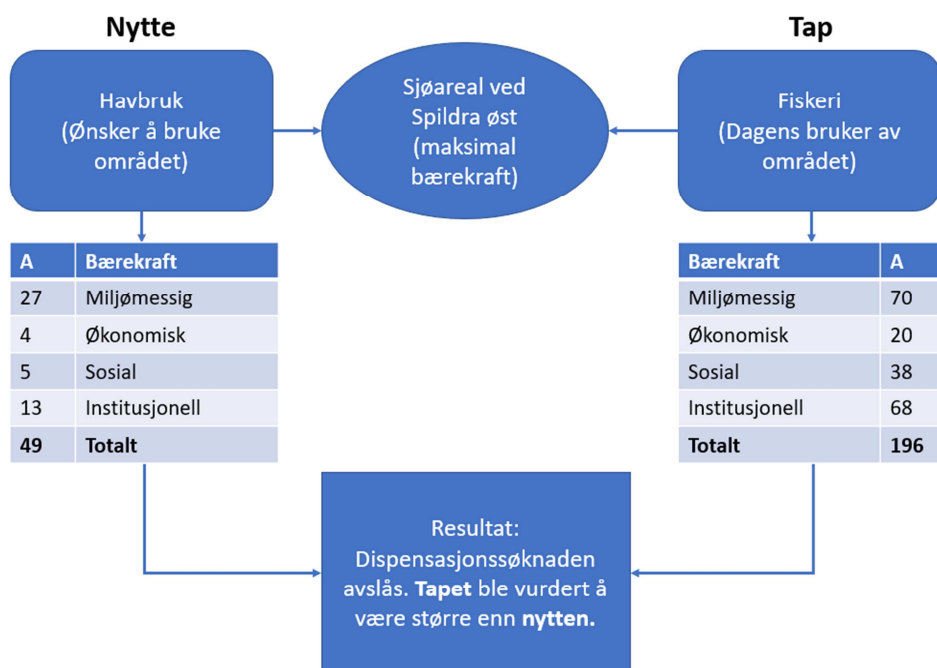 Nytte
Tap
Havbruk
(Ønsker å bruke
området)
Sjøareal ved
Spildra øst
(maksimal
bærekraft)
Fiskeri
(Dagens bruker av
området)
A Bærekraft
27 Miljømessig
4 Økonomisk
5 Sosial
13 Institusjonell
49 Totalt
Bærekraft A
Miljømessig 70
Økonomisk 20
Sosial 38
Institusjonell 68
Totalt 196
Resultat:
Dispensasjonssøknaden
avslås. Tapet ble vurdert å
være større enn nytten.